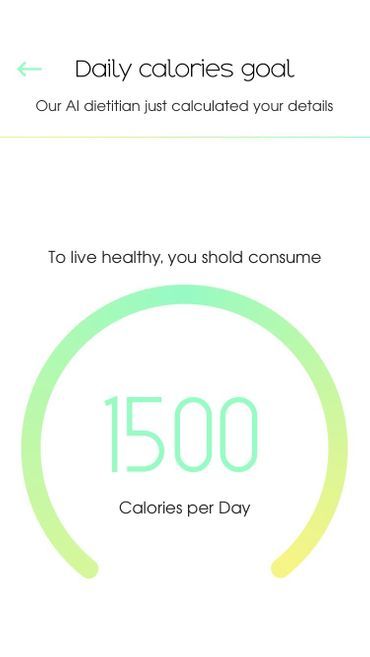 Daily calories goal
Our AI dietitian just calculated your details
To live healthy, you shold consume
1500
Calories per Day